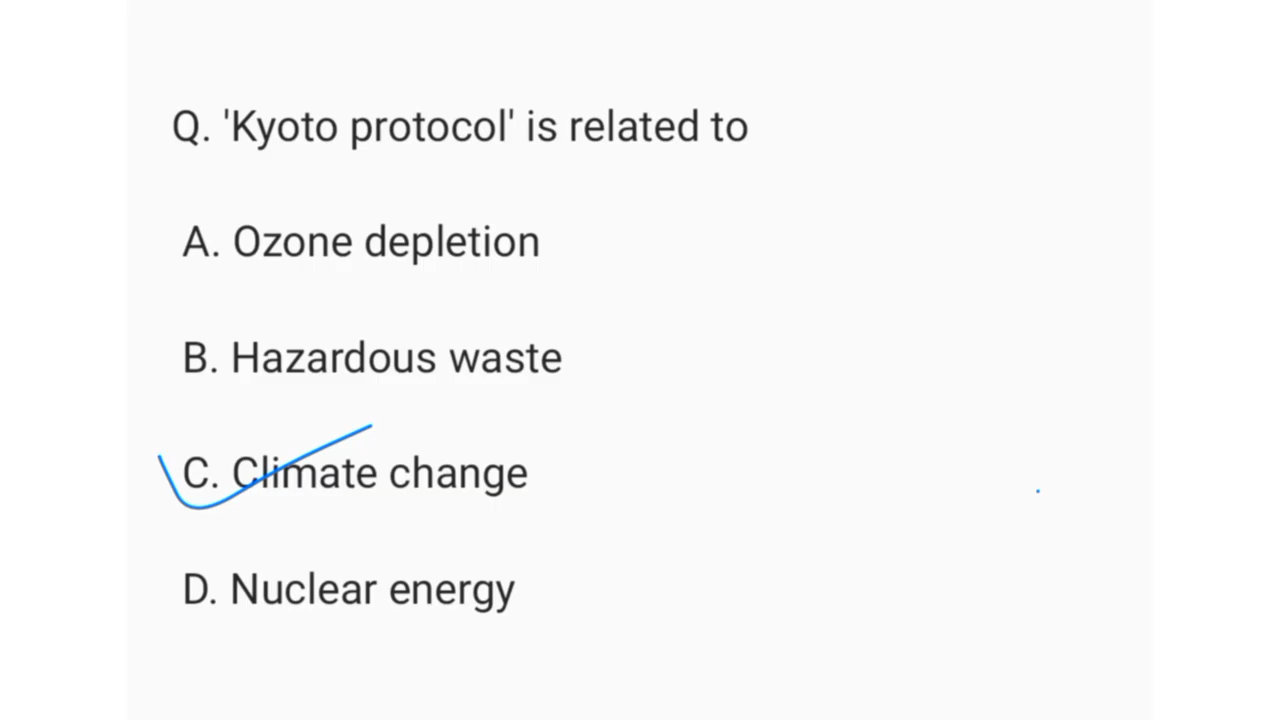 Q. 'Kyoto protocol' is related to
A. Ozone depletion
B. Hazardous waste
C. Climate change
D. Nuclear energy